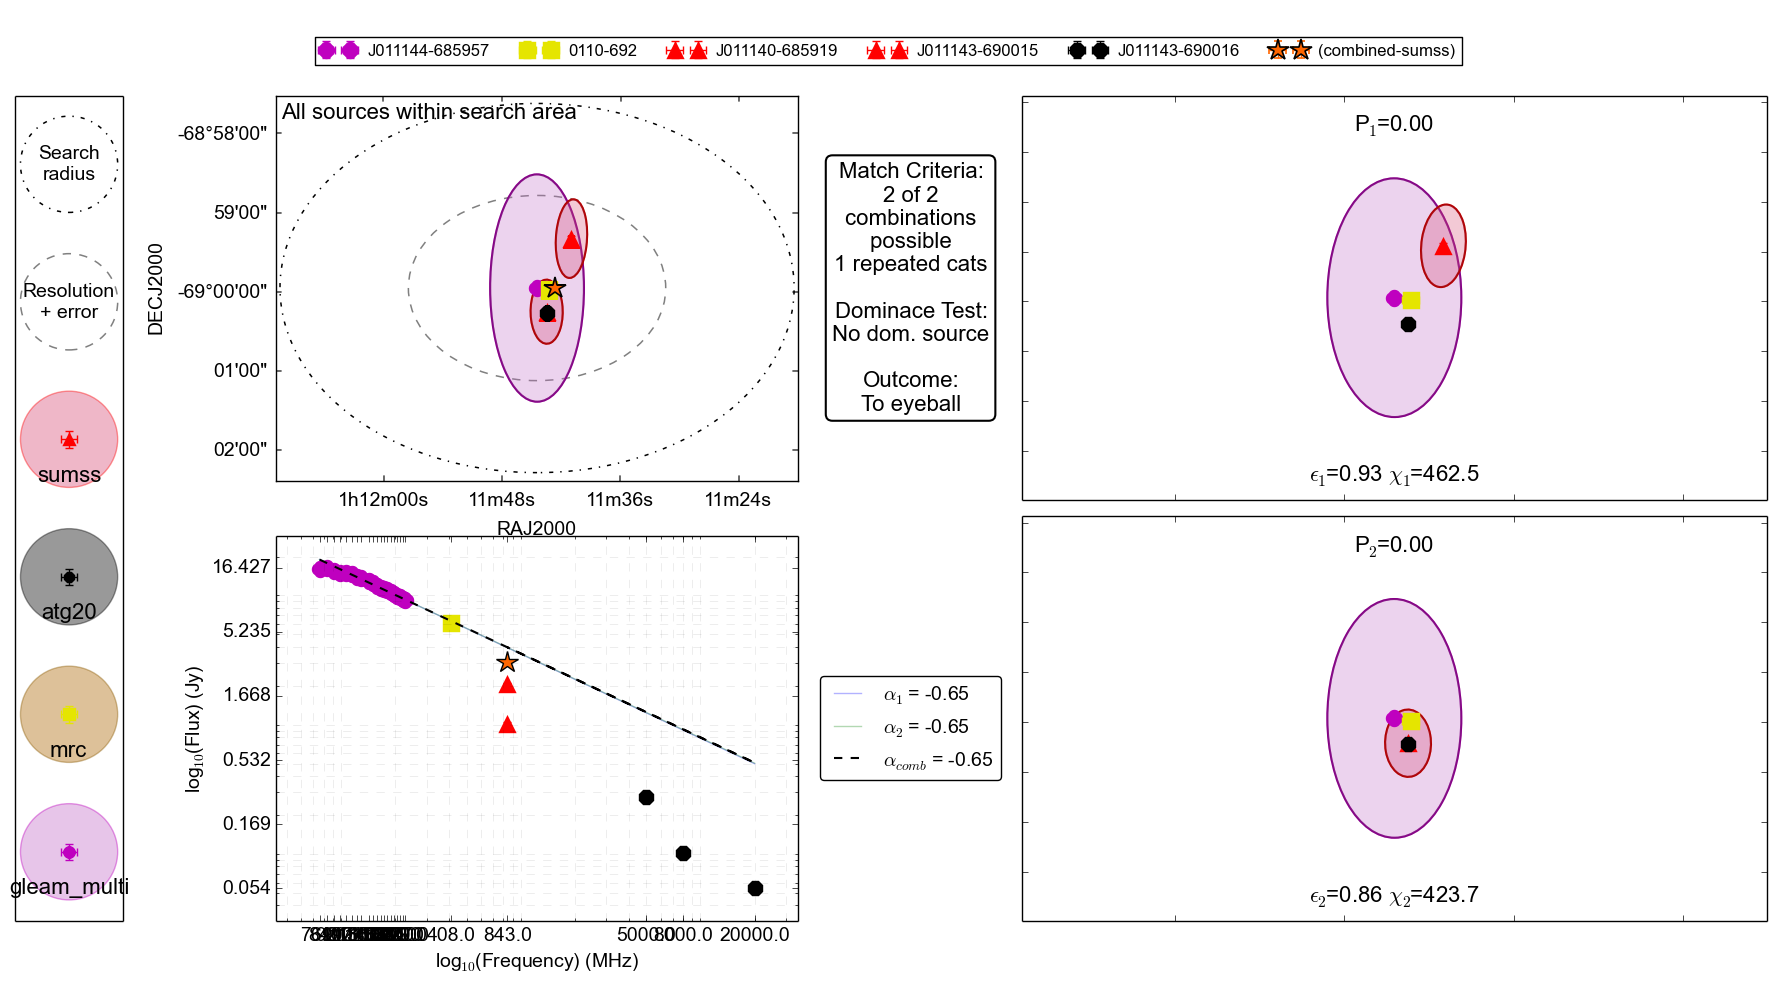 J011144-685957
0110-692
J011140-685919
J011143-690015
J011143-690016
(combined-sumss)
Search
radius
Resolution
+ error
sumss
atg20
mrc
gleam_multi
All sources within search area
DECJ2000
-68°58'00"
59'00"
-69°00'00"
01'00"
02'00"
1h12m00s
11m48s
11m36s
11m24s
RAJ2000
Match Criteria:
2 of 2
combinations
possible
1 repeated cats
Dominace Test:
No dom. source
Outcome:
To eyeball
P1=0.00
ϵ1=0.93 χ1=462.5
P2=0.00
ϵ2=0.86 χ2=423.7
log10(Flux) (Jy)
16.427
5.235
1.668
0.532
0.169
0.054
408.0
843.0
5000.0
8000.0
20000.0
log10(Frequency) (MHz)
α1 = -0.65
α2 = -0.65
αcomb = -0.65